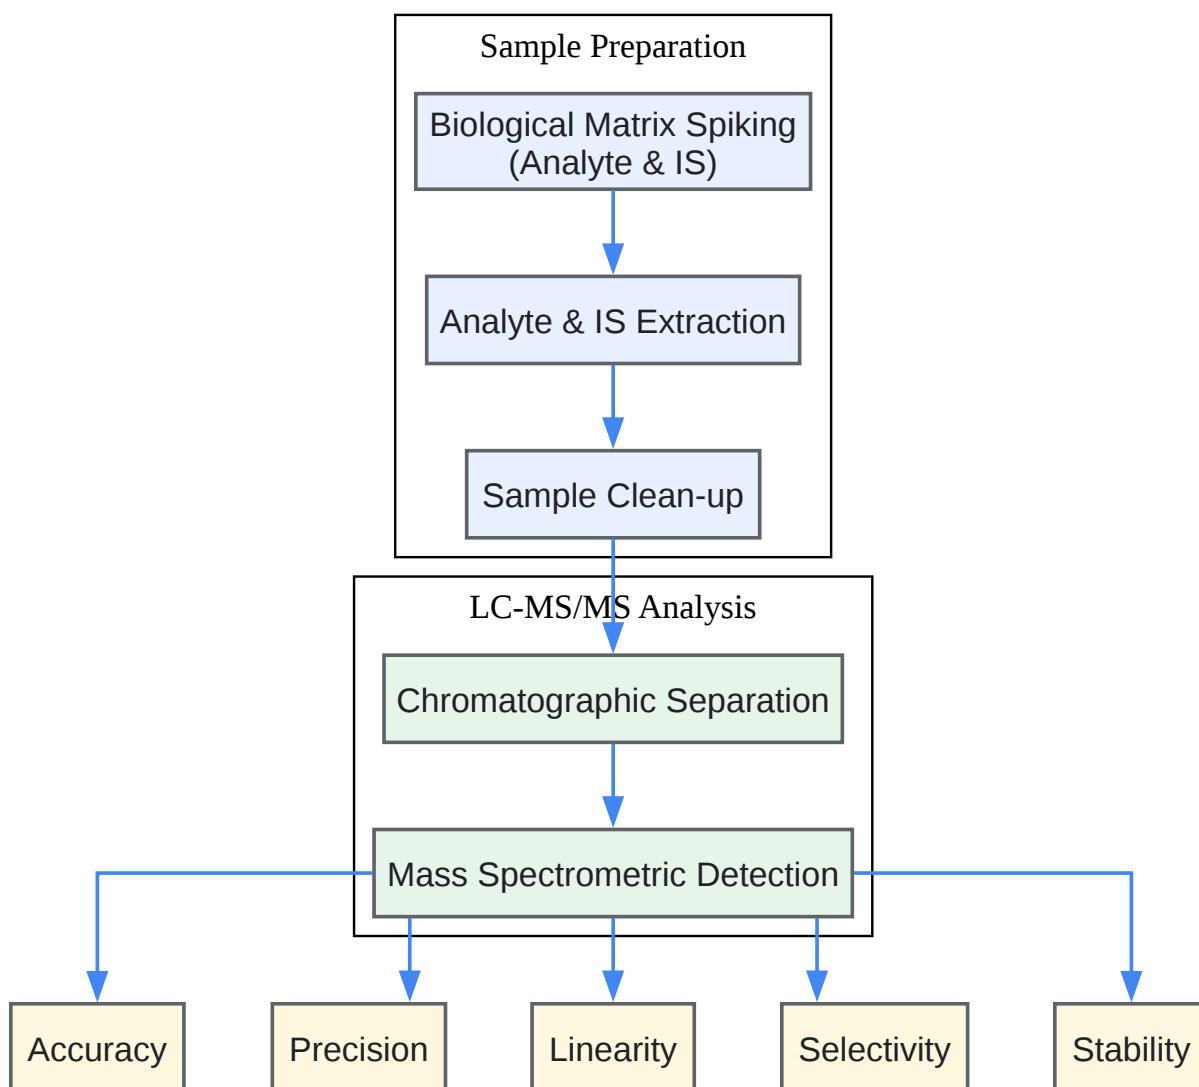 Sample Preparation
Biological Matrix Spiking
(Analyte & IS)
Analyte & IS Extraction
Sample Clean-up
LC-MS/MS Analysis
Chromatographic Separation
Mass Spectrometric Detection
Accuracy
Precision
Linearity
Selectivity
Stability